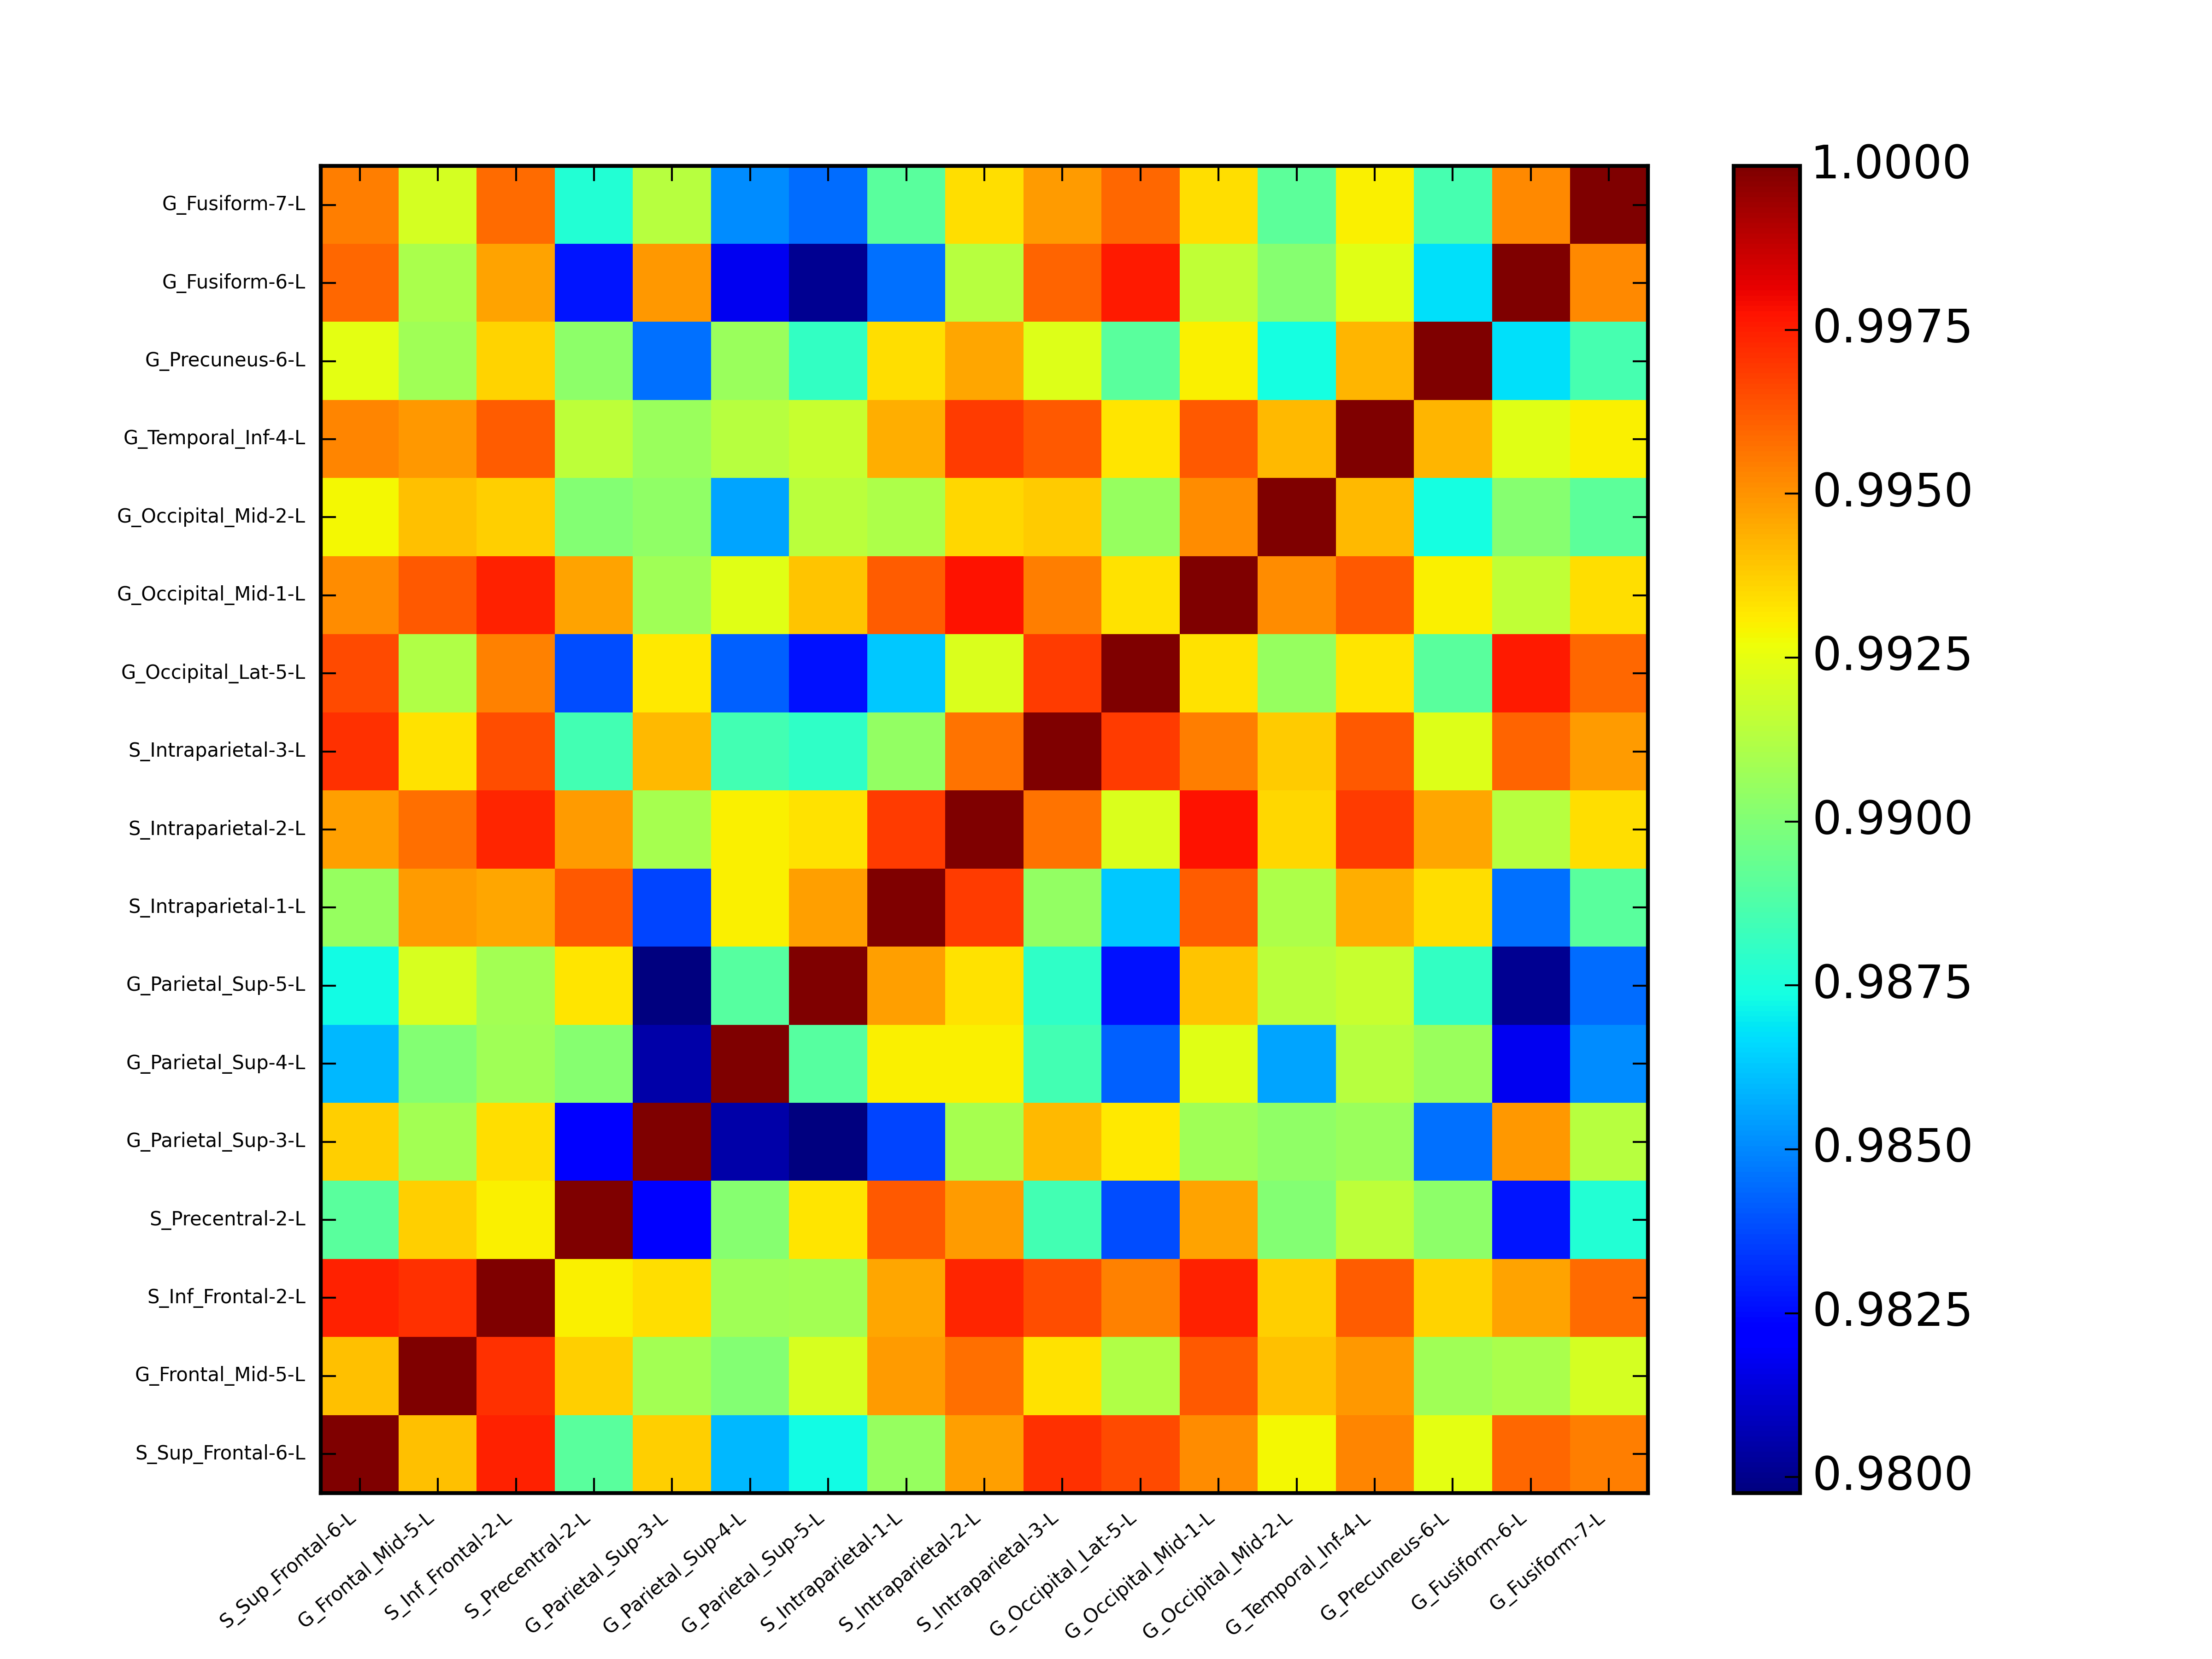 G_Fusiform-7-L
G_Fusiform-6-L
G_Precuneus-6-L
G_Temporal_Inf-4-L
G_Occipital_Mid-2-L
G_Occipital_Mid-1-L
G_Occipital_Lat-5-L
S_Intraparietal-3-L
S_Intraparietal-2-L
S_Intraparietal-1-L
G_Parietal_Sup-5-L
G_Parietal_Sup-4-L
G_Parietal_Sup-3-L
S_Precentral-2-L
S_Inf_Frontal-2-L
G_Frontal_Mid-5-L
S_Sup_Frontal-6-L
S_Sup_Frontal-6-L
G_Frontal_Mid-5-L
S_Inf_Frontal-2-L
S_Precentral-2-L
G_Parietal_Sup-3-L
G_Parietal_Sup-4-L
G_Parietal_Sup-5-L
S_Intraparietal-1-L
S_Intraparietal-2-L
S_Intraparietal-3-L
G_Occipital_Lat-5-L
G_Occipital_Mid-1-L
G_Occipital_Mid-2-L
G_Temporal_Inf-4-L
G_Precuneus-6-L
G_Fusiform-6-L
G_Fusiform-7-L
1.0000
0.9975
0.9950
0.9925
0.9900
0.9875
0.9850
0.9825
0.9800